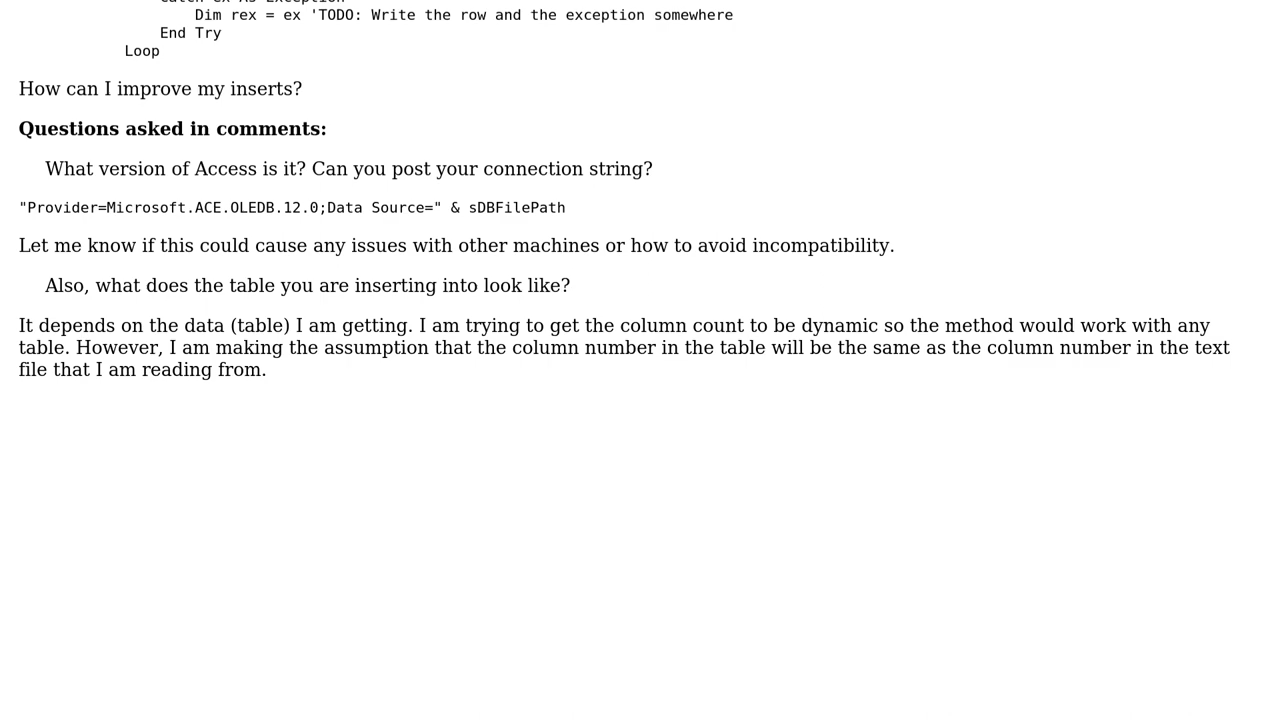 Catch ex As Exception
Dim rex = ex 'TODO: Write the row and the exception somewhere
End Try
Loop
How can I improve my inserts?
Questions asked in comments:
What version of Access is it? Can you post your connection string?
"Provider=Microsoft.ACE.OLEDB.12.0;Data Source=" & sDBFilePath
Let me know if this could cause any issues with other machines or how to avoid incompatibility.
Also, what does the table you are inserting into look like?
It depends on the data (table) I am getting. I am trying to get the column count to be dynamic so the method would work with any
table. However, I am making the assumption that the column number in the table will be the same as the column number in the text
file that I am reading from.